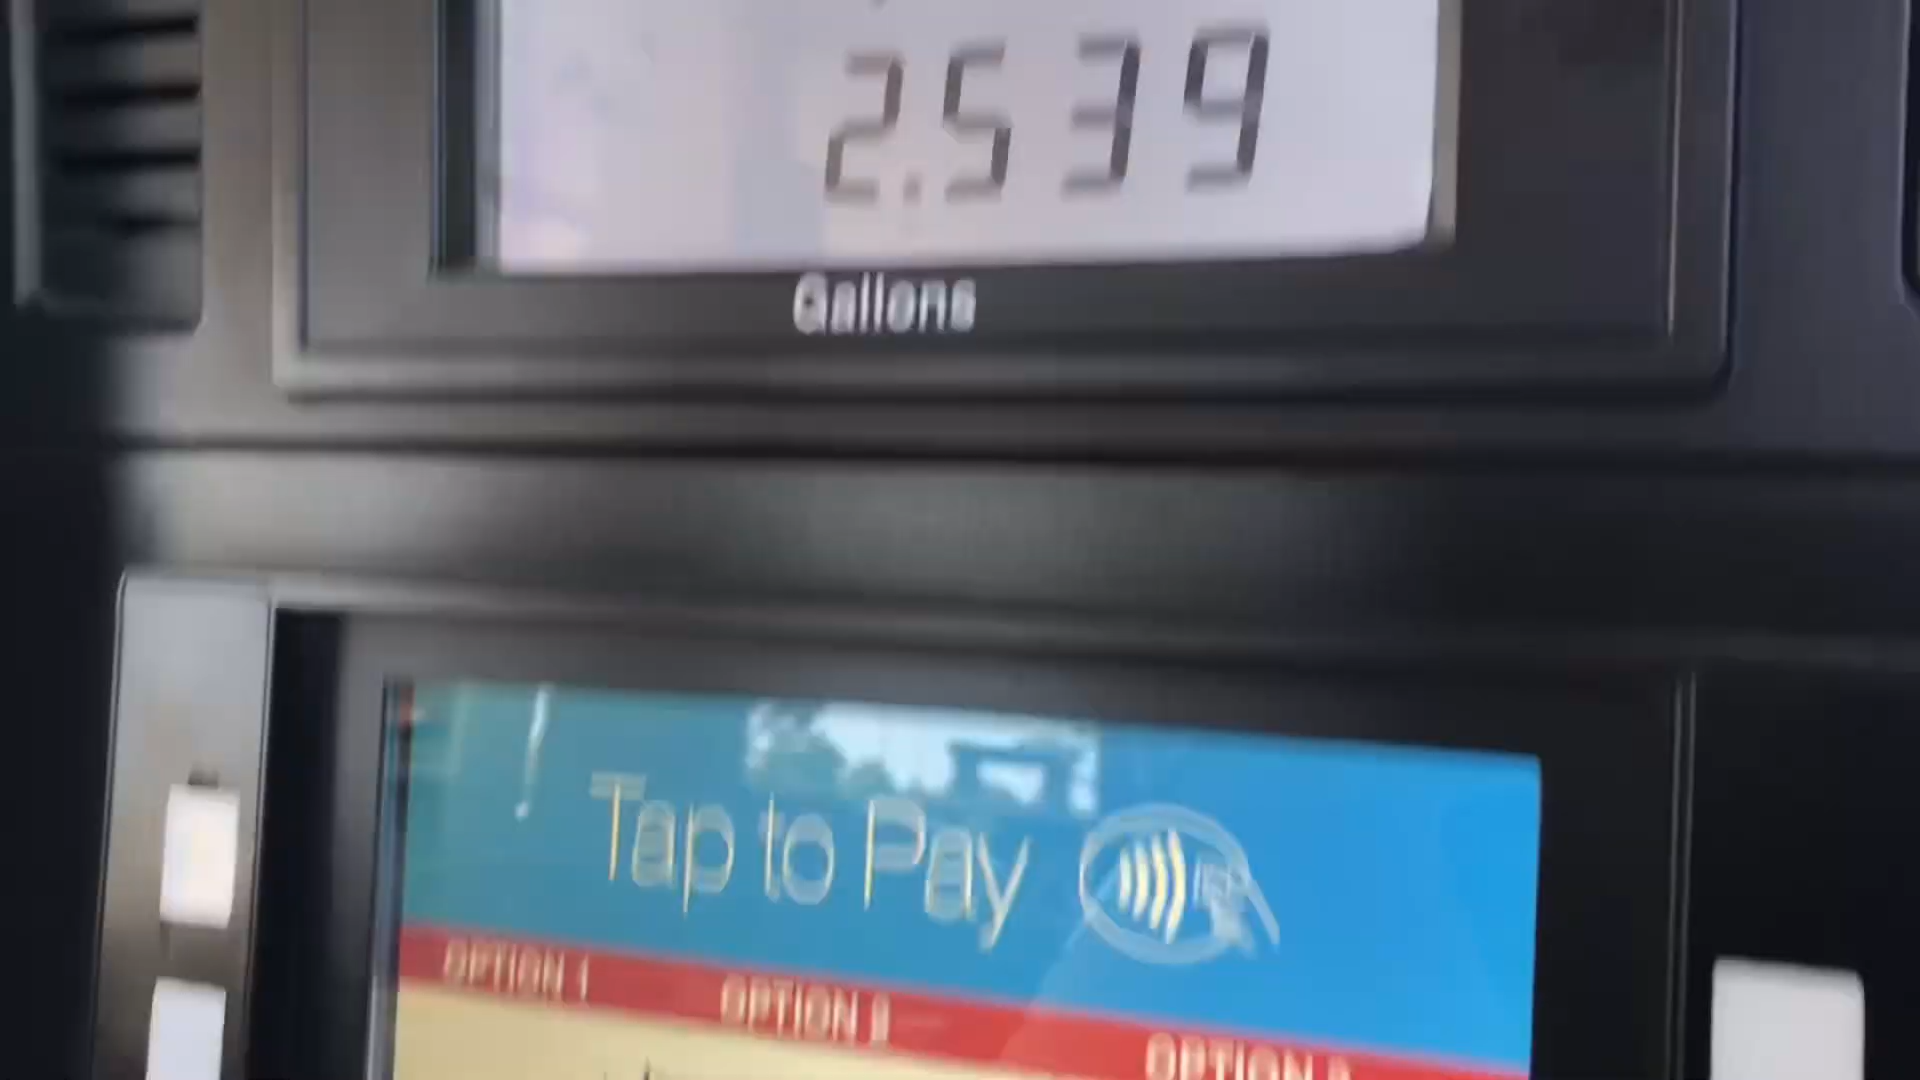 2.539
Gallons
Tap to Pay
OPTION 1
OPTION 2
OPTION 3